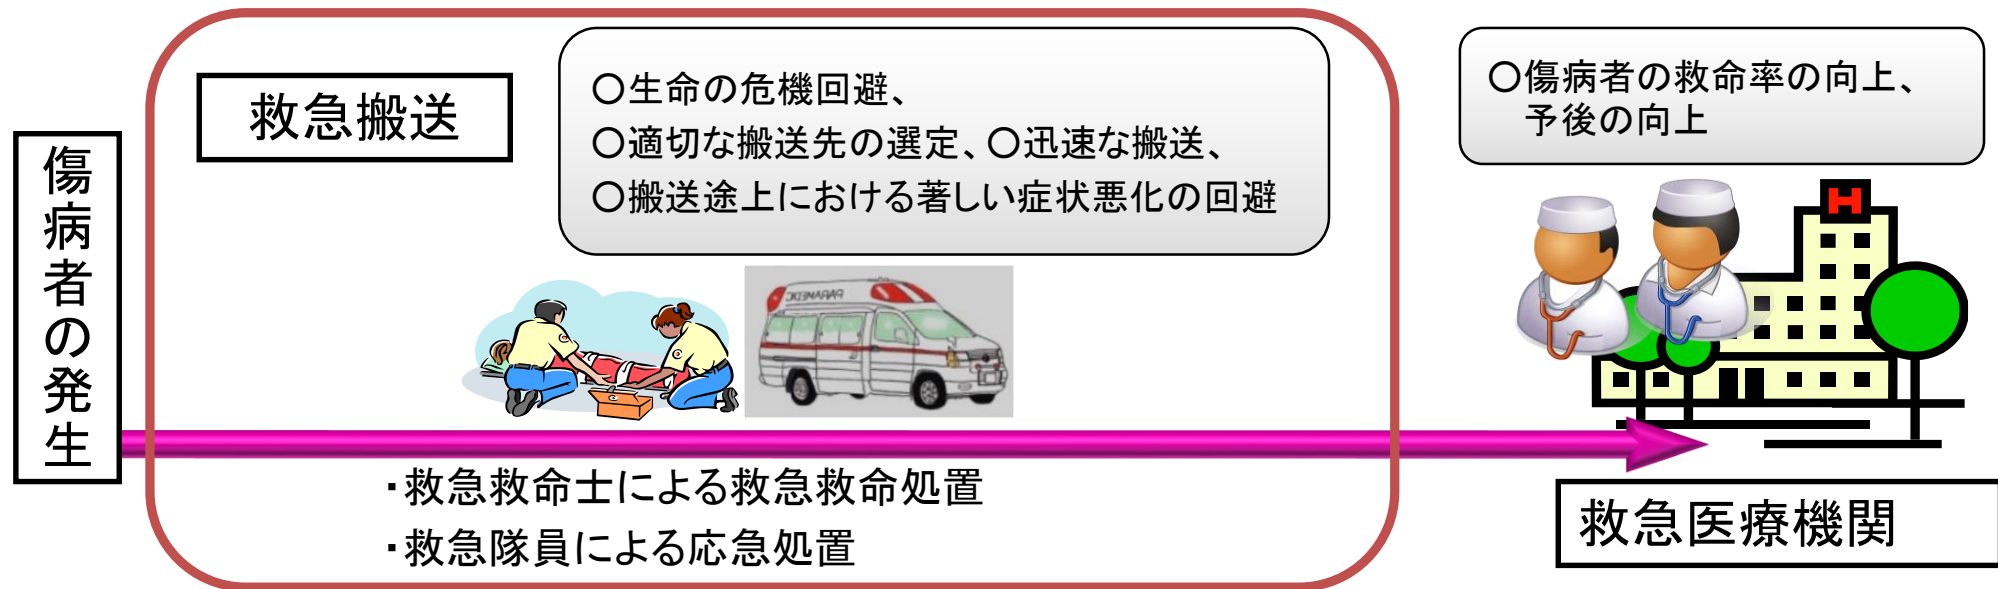 傷病者の発生
救急搬送
○生命の危機回避、
○適切な搬送先の選定、○迅速な搬送、
○搬送途上における著しい症状悪化の回避
PARAMEDIC
・救急救命士による救急救命処置
・救急隊員による応急処置
○傷病者の救命率の向上、
予後の向上
H
救急医療機関